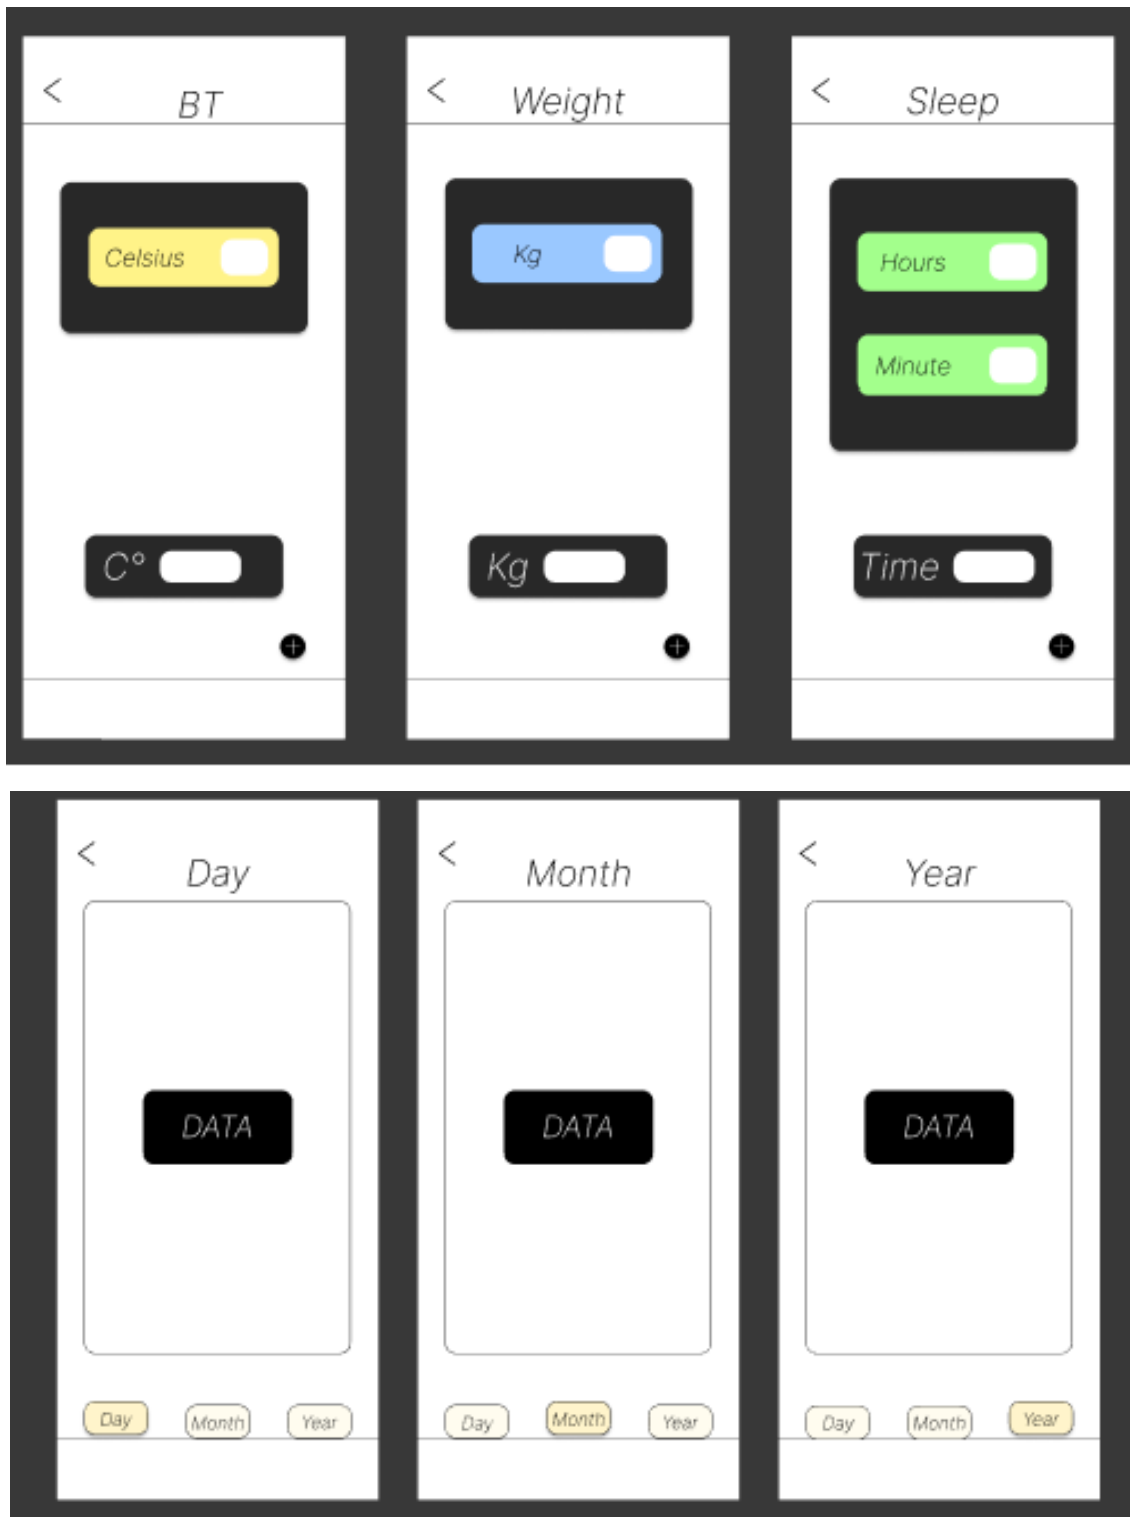 <
BT
Celsius
C°
+
<
Weight
Kg
Kg
+
<
Sleep
Hours
Minute
Time
+
<
Day
DATA
Day Month Year
<
Month
DATA
Day Month Year
<
Year
DATA
Day Month Year